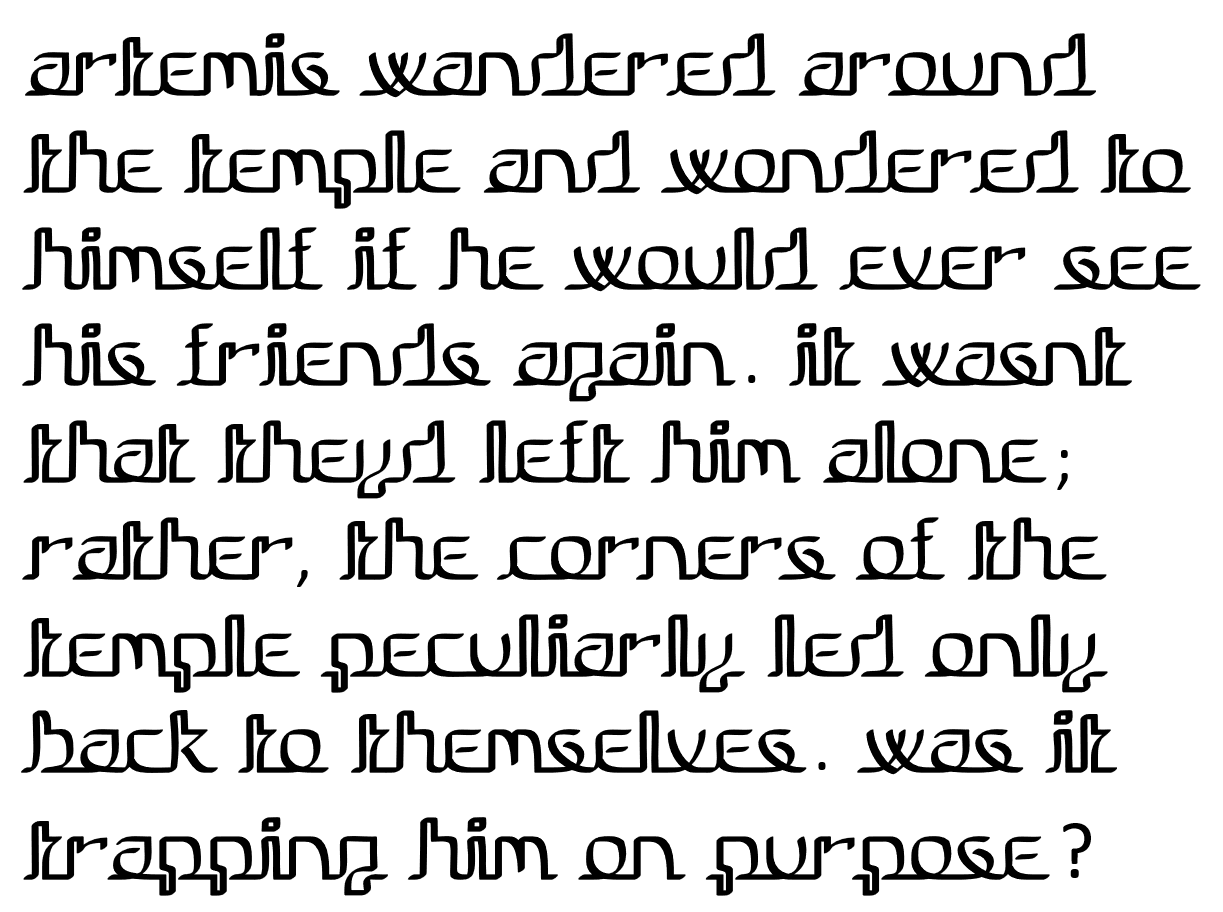 artemis wandered around
the temple and wondered to
himself if he would ever see
his friends again. it wasnt
that theyd left him alone;
rather, the corners of the
temple peculiarly led only
back to themselves. was it
trapping him on purpose?